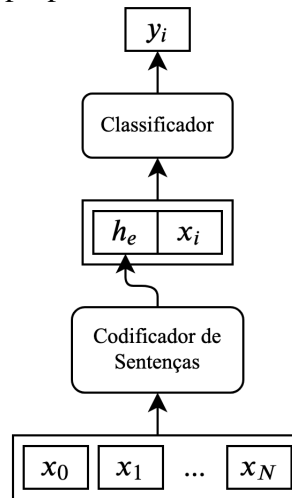 y_i
Classificador
h_e x_i
Codificador de
Sentenças
x_0 x_1 ... x_N